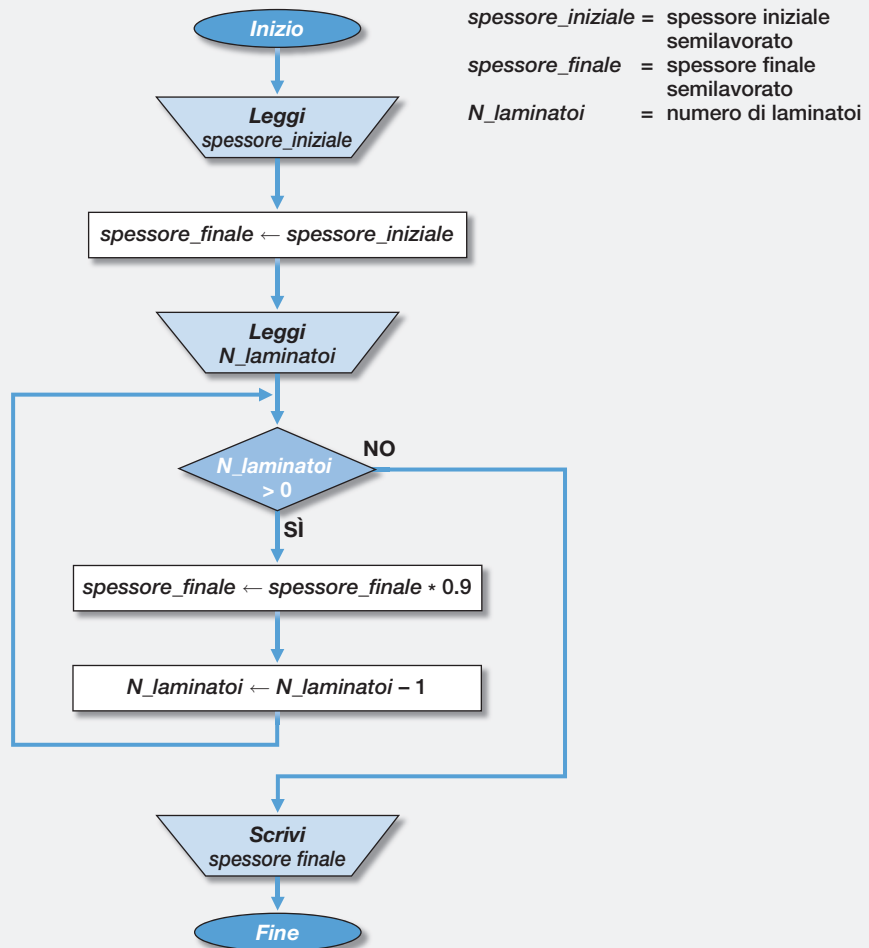 Inizio
spessore_iniziale = spessore iniziale
semilavorato
spessore_finale = spessore finale
semilavorato
N_laminatoi = numero di laminatoi
Leggi
spessore_iniziale
spessore_finale ← spessore_iniziale
Leggi
N_laminatoi
N_laminatoi
> 0
NO
SÌ
spessore_finale ← spessore_finale * 0.9
N_laminatoi ← N_laminatoi – 1
Scrivi
spessore finale
Fine